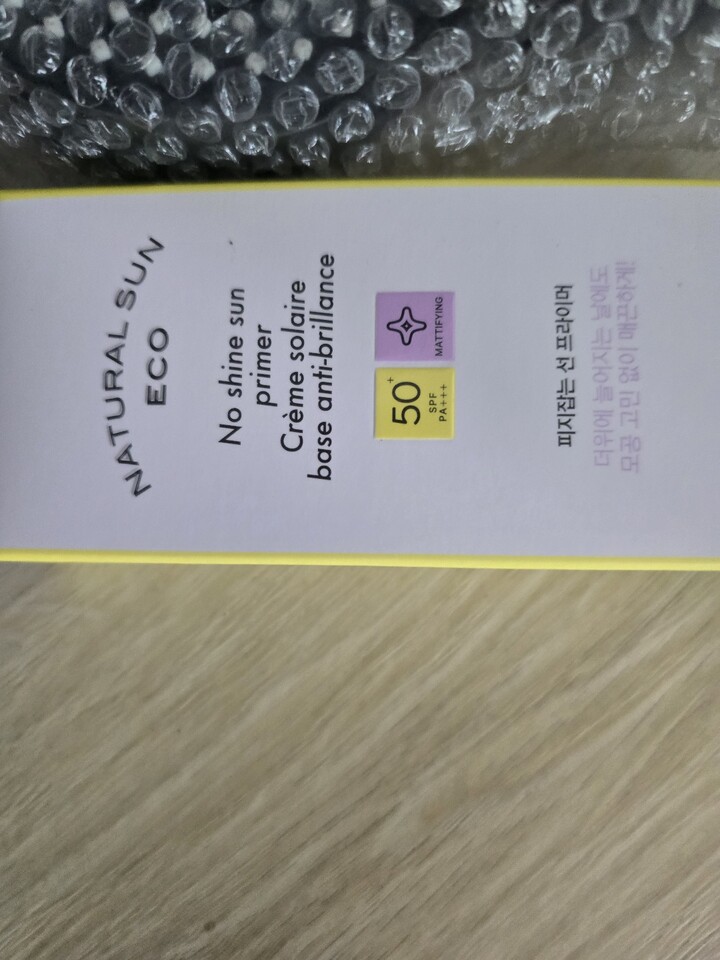 NATURAL SUN
ECO
No shine sun
primer
Crème solaire
base anti-brillance
50+
SPF
PA+++
MATTIFYING
피지잡는 선 프라이머
더위에 늘어지는 날에도
모공 고민 없이 매끈하게!